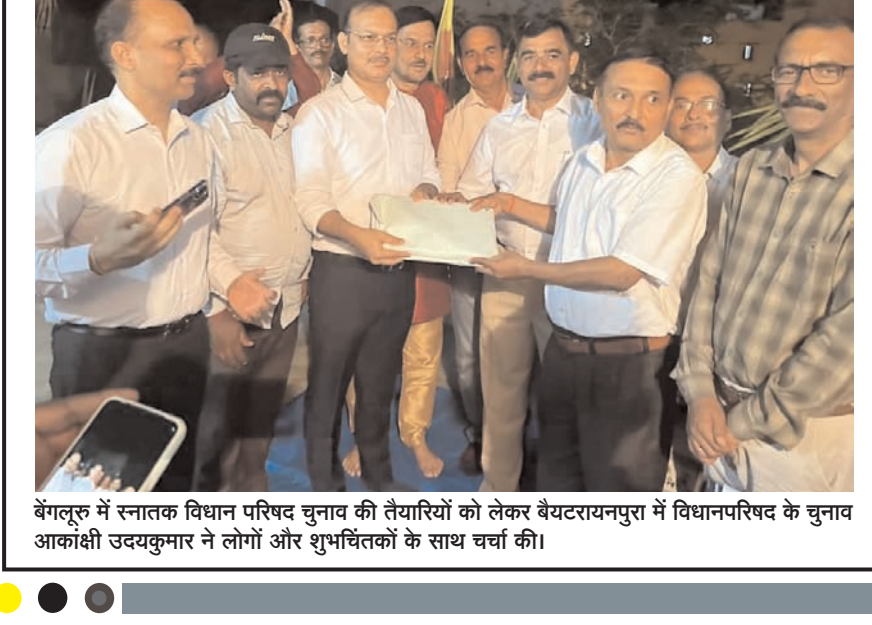 बेंगलूरु में स्नातक विधान परिषद चुनाव की तैयारियों को लेकर बैयटरायनपुरा में विधानपरिषद के चुनाव
आकांक्षी उदयकुमार ने लोगों और शुभचिंतकों के साथ चर्चा की।